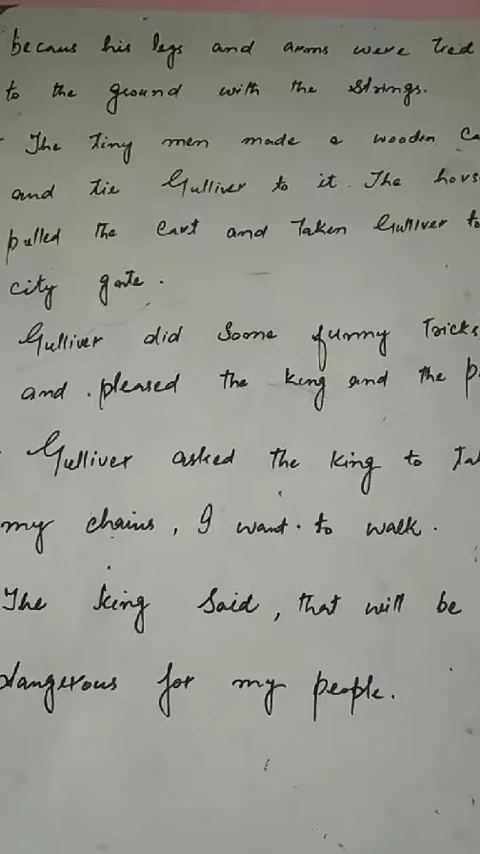 becaus his legs and arms were tied
to the ground with the strings.
The tiny men made a wooden
and tie Gulliver to it. The
pulled the cart and taken Gulliver to
city gate.
Gulliver did some funny tricks
and pleased the king and the
Gulliver asked the king to
my chains, I want to walk.
The king said, that will be
dangerous for my people.